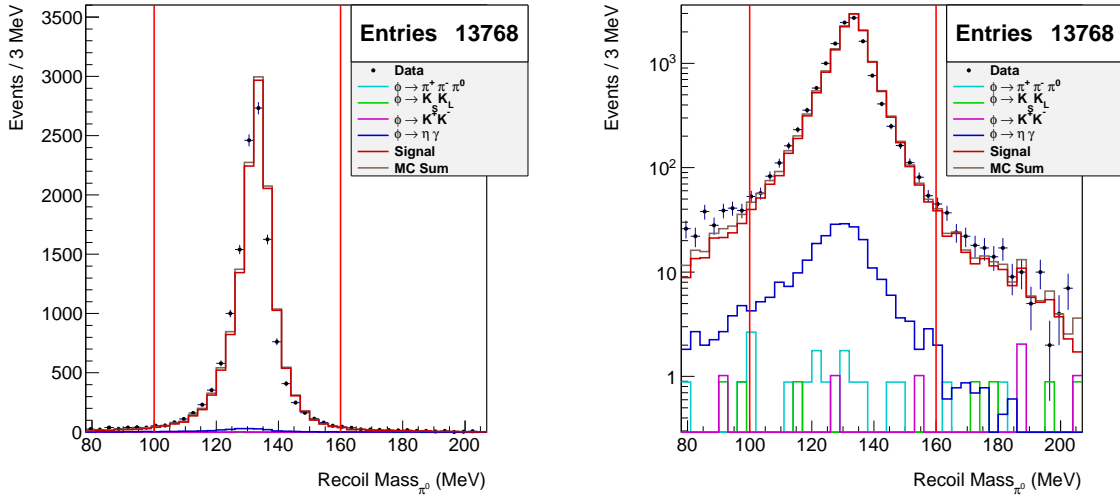 Events / 3 MeV
3500
3000
2500
2000
1500
1000
500
0
80 100 120 140 160 180 200
Recoil Mass_π⁰ (MeV)
Entries 13768
Data
ϕ → π⁺ π⁻ π⁰
ϕ → K_S K_L
ϕ → K⁺ K⁻
ϕ → η γ
Signal
MC Sum
Events / 3 MeV
10³
10²
10
1
80 100 120 140 160 180 200
Recoil Mass_π⁰ (MeV)
Entries 13768
Data
ϕ → π⁺ π⁻ π⁰
ϕ → K_S K_L
ϕ → K⁺ K⁻
ϕ → η γ
Signal
MC Sum